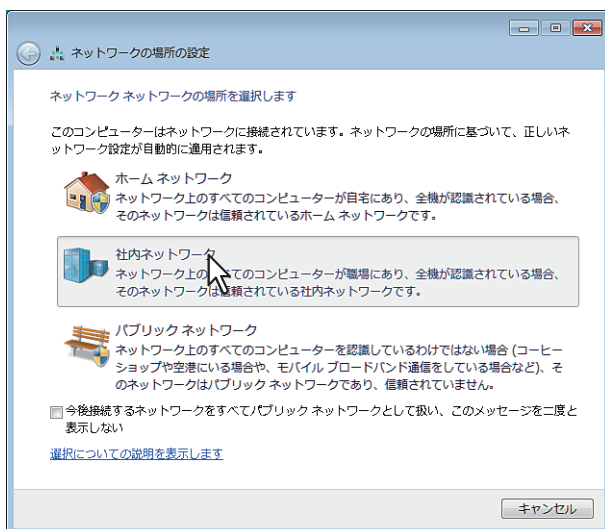 ネットワークの場所の設定
ネットワーク ネットワークの場所を選択します
このコンピューターはネットワークに接続されています。ネットワークの場所に基づいて、正しいネ
ットワーク設定が自動的に適用されます。
ホーム ネットワーク
ネットワーク上のすべてのコンピューターが自宅にあり、全機が認識されている場合、
そのネットワークは信頼されているホーム ネットワークです。
社内ネットワーク
ネットワーク上のすべてのコンピューターが職場にあり、全機が認識されている場合、
そのネットワークは信頼されている社内ネットワークです。
パブリック ネットワーク
ネットワーク上のすべてのコンピューターを認識しているわけではない場合 (コーヒー
ショップや空港にいる場合や、モバイル ブロードバンド通信をしている場合など)、そ
のネットワークはパブリック ネットワークであり、信頼されていません。
今後接続するネットワークをすべてパブリック ネットワークとして扱い、このメッセージを二度と
表示しない
選択についての説明を表示します
キャンセル